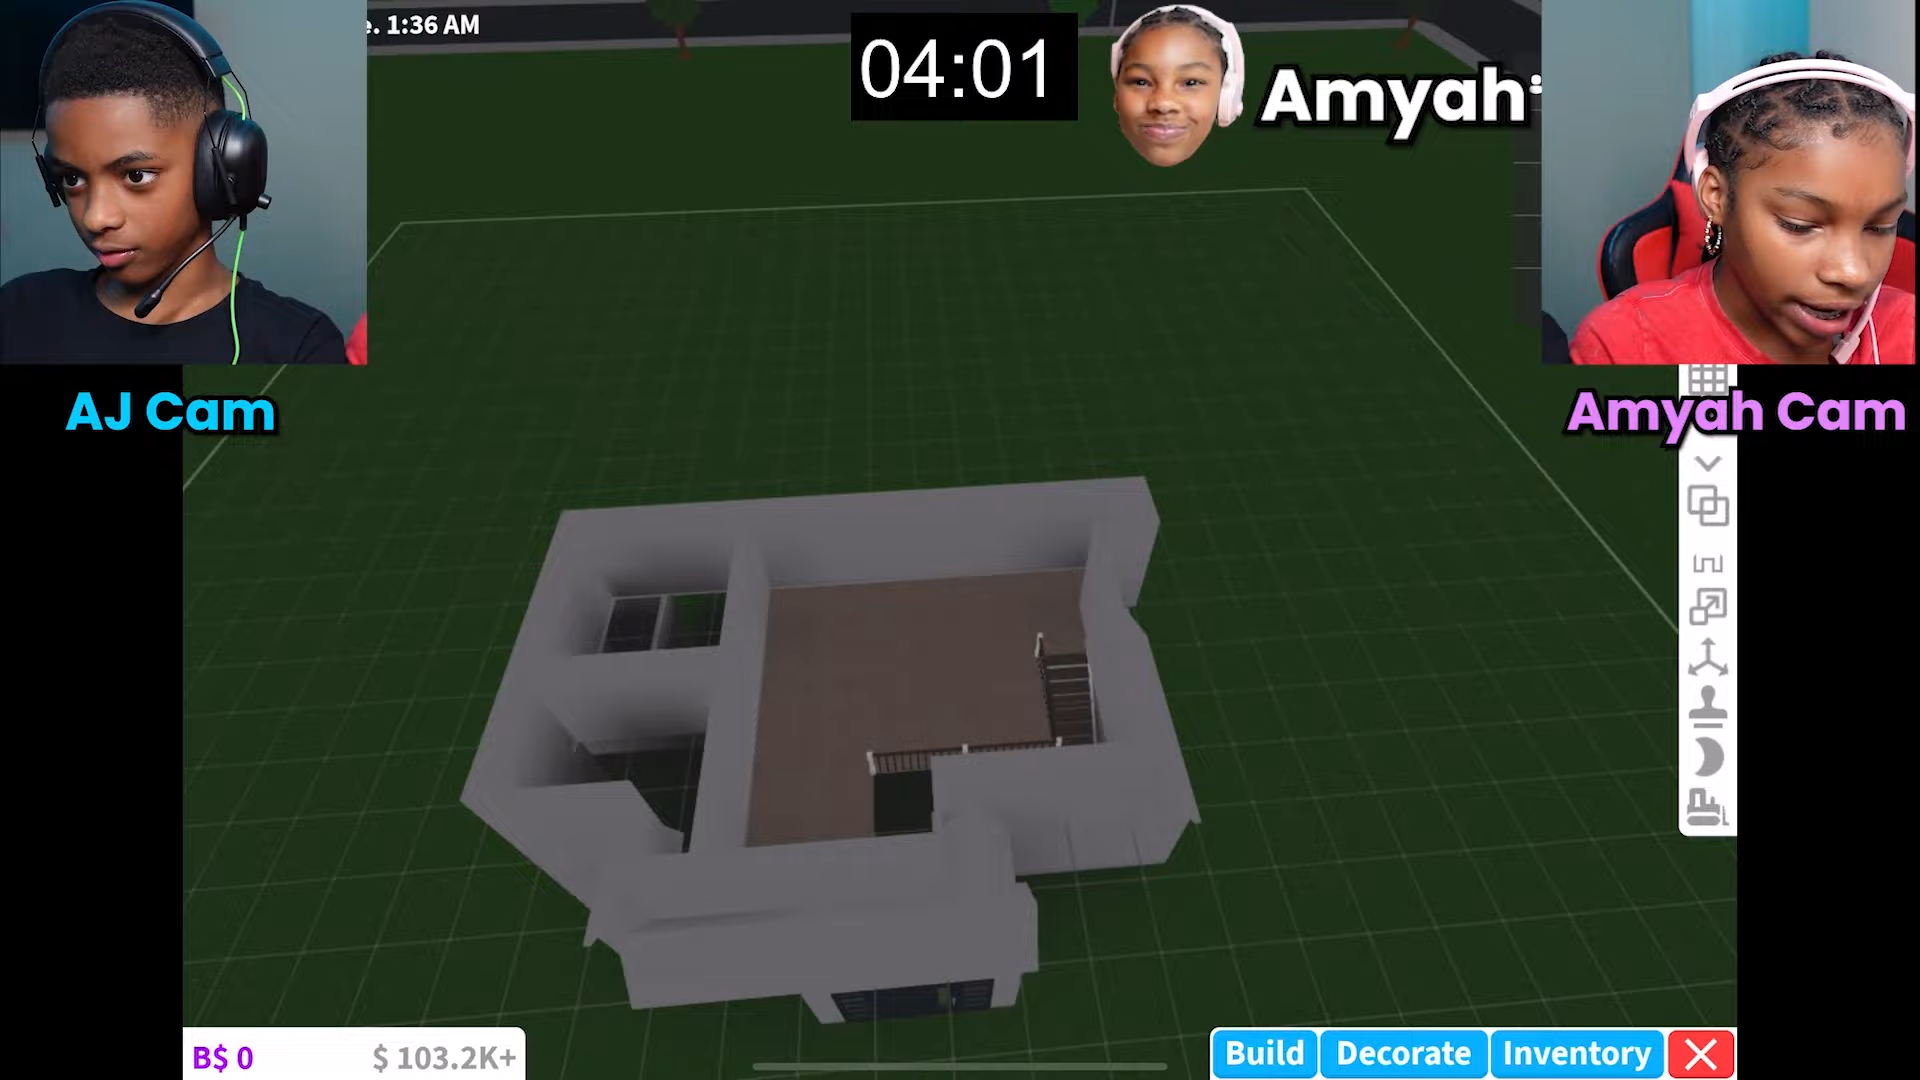 e. 1:36 AM
04:01
Amyah'
AJ Cam
Amyah Cam
B$ 0
$ 103.2K+
Build
Decorate
Inventory